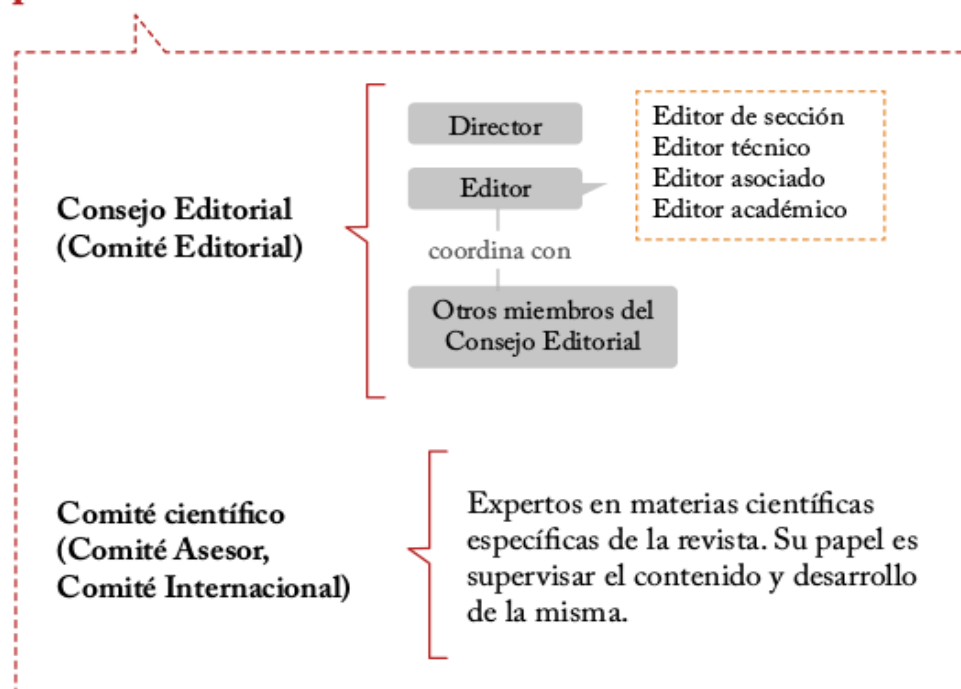 Consejo Editorial
(Comité Editorial)
Director
Editor
coordina con
Otros miembros del
Consejo Editorial
Editor de sección
Editor técnico
Editor asociado
Editor académico
Comité científico
(Comité Asesor,
Comité Internacional)
Expertos en materias científicas
específicas de la revista. Su papel es
supervisar el contenido y desarrollo
de la misma.